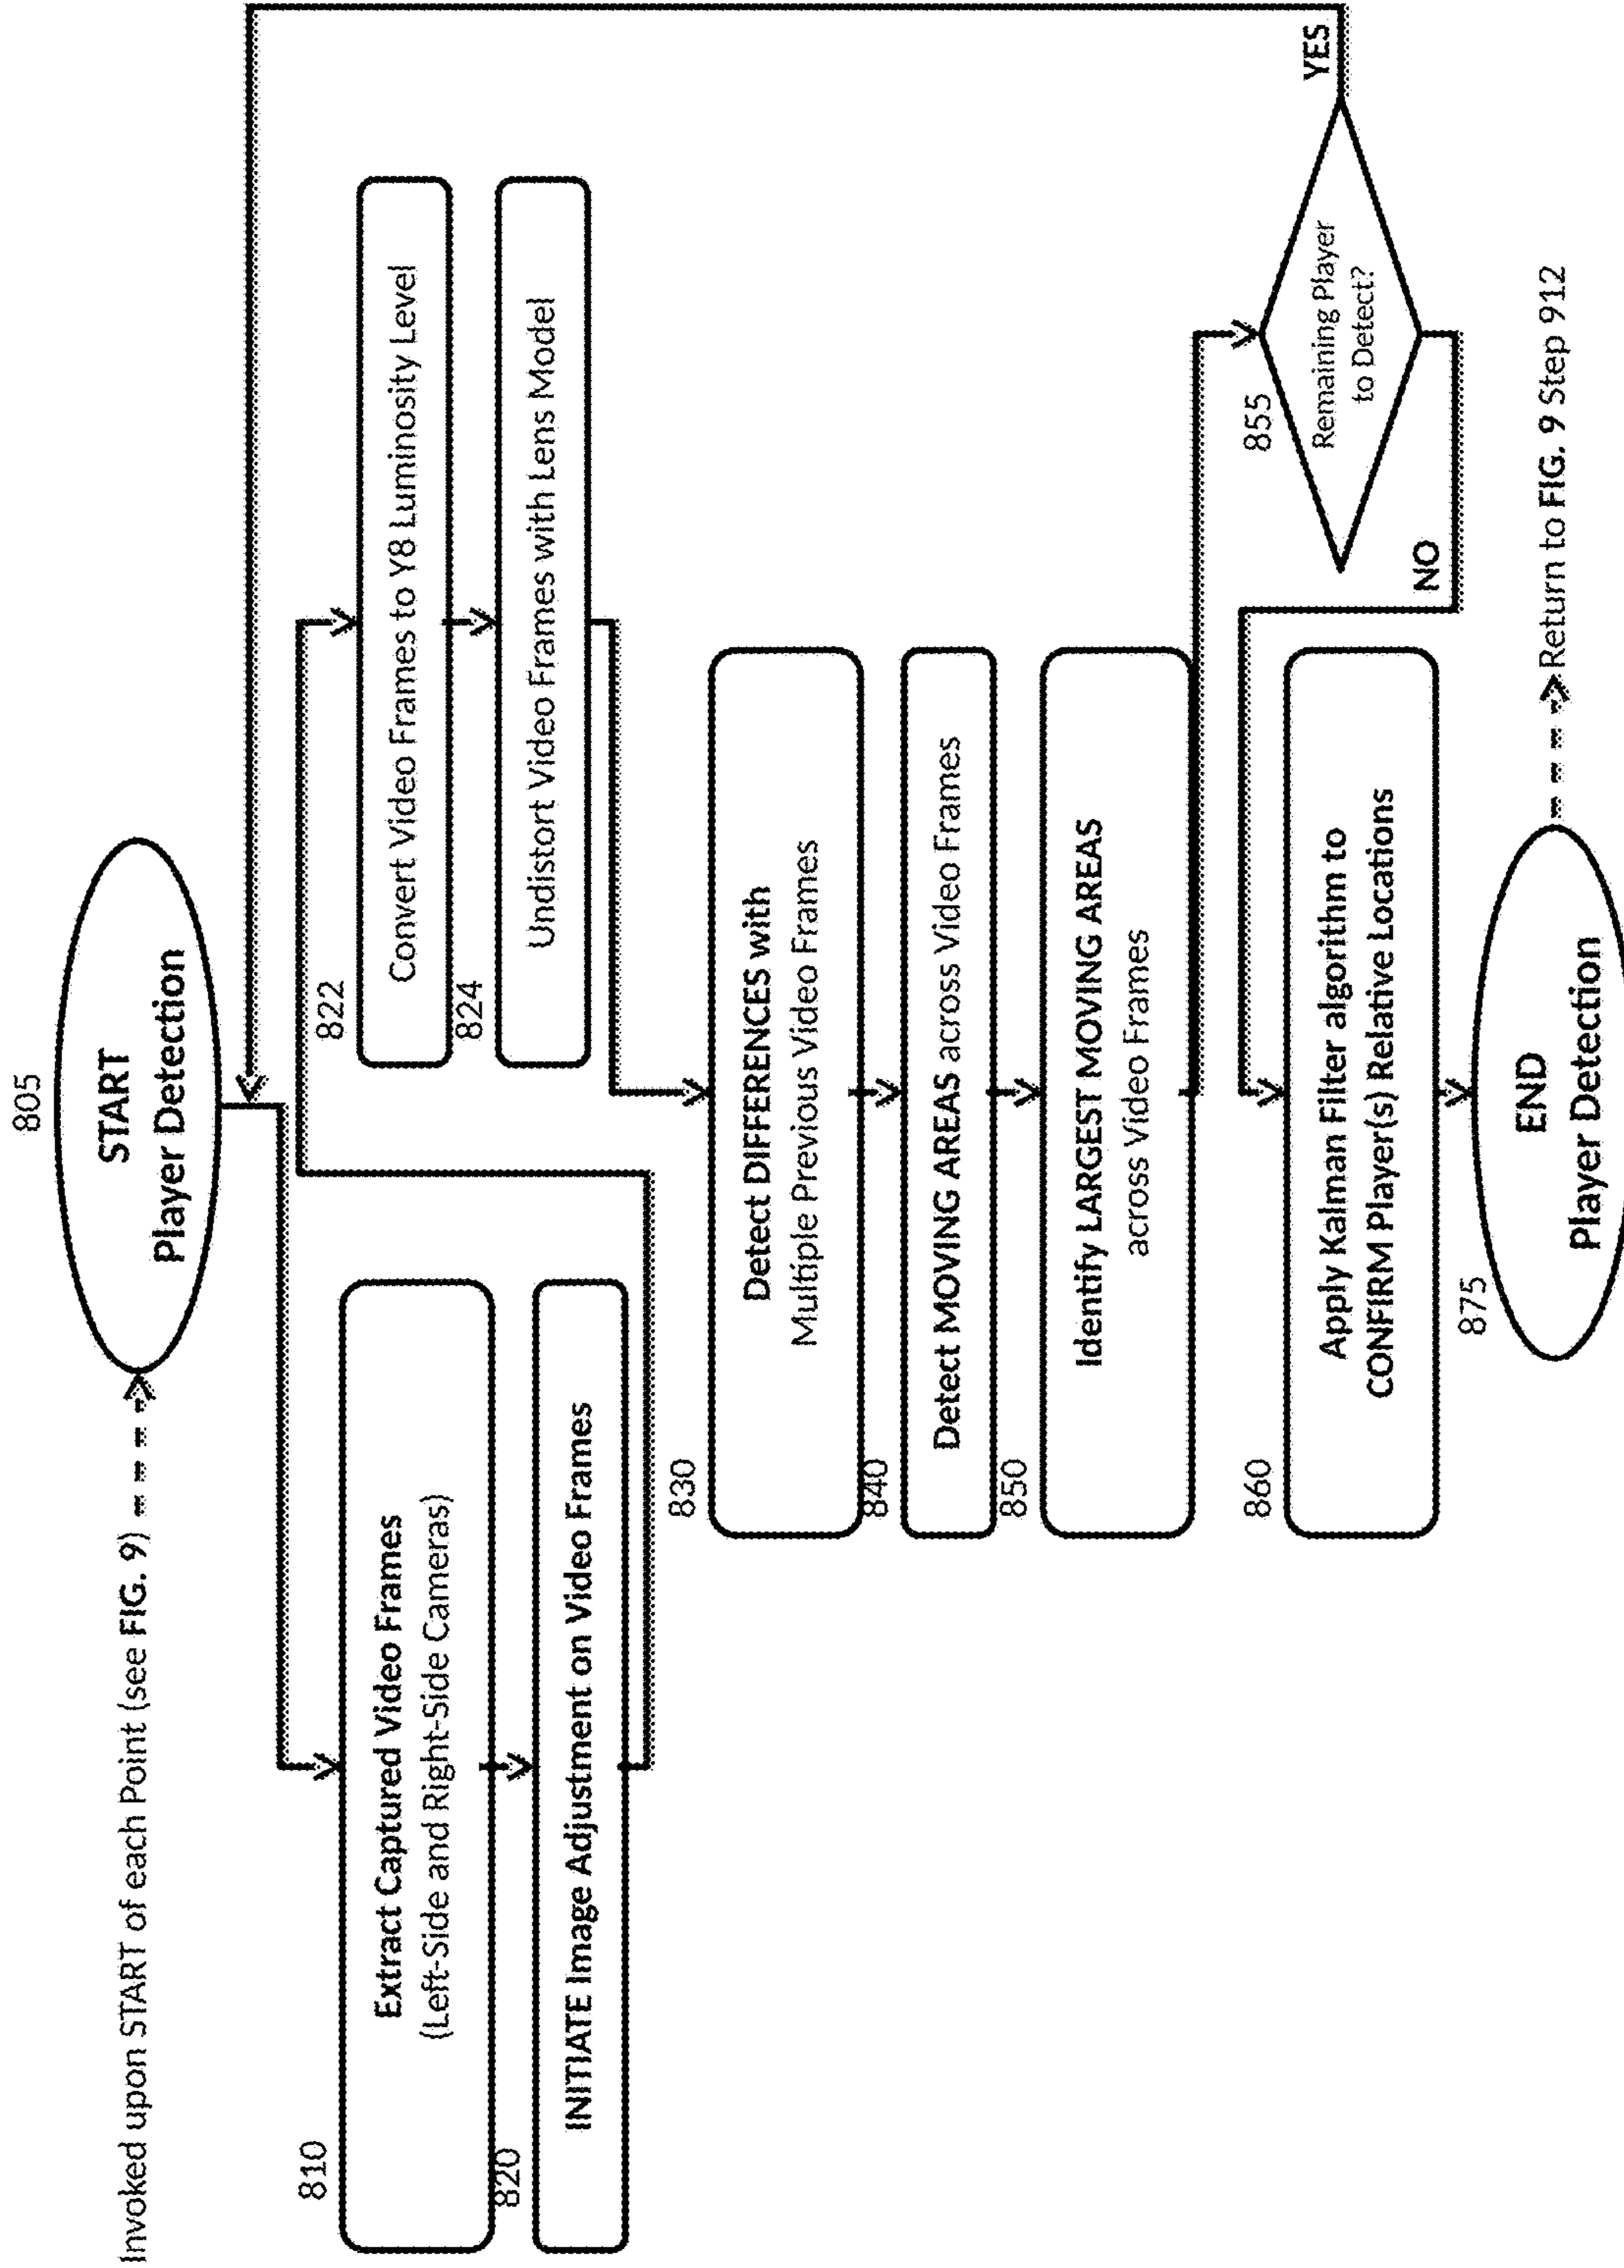 805
Invoked upon START of each Point (see FIG. 9)
START
Player Detection
810
Extract Captured Video Frames
(Left-Side and Right-Side Cameras)
820
INITIATE Image Adjustment on Video Frames
822
Convert Video Frames to Y8 Luminosity Level
824
Undistort Video Frames with Lens Model
830
Detect DIFFERENCES with
Multiple Previous Video Frames
840
Detect MOVING AREAS across Video Frames
850
Identify LARGEST MOVING AREAS
across Video Frames
855
Remaining Player
to Detect?
YES
NO
860
Apply Kalman Filter algorithm to
CONFIRM Player(s) Relative Locations
875
END
Player Detection
Return to FIG. 9 Step 912